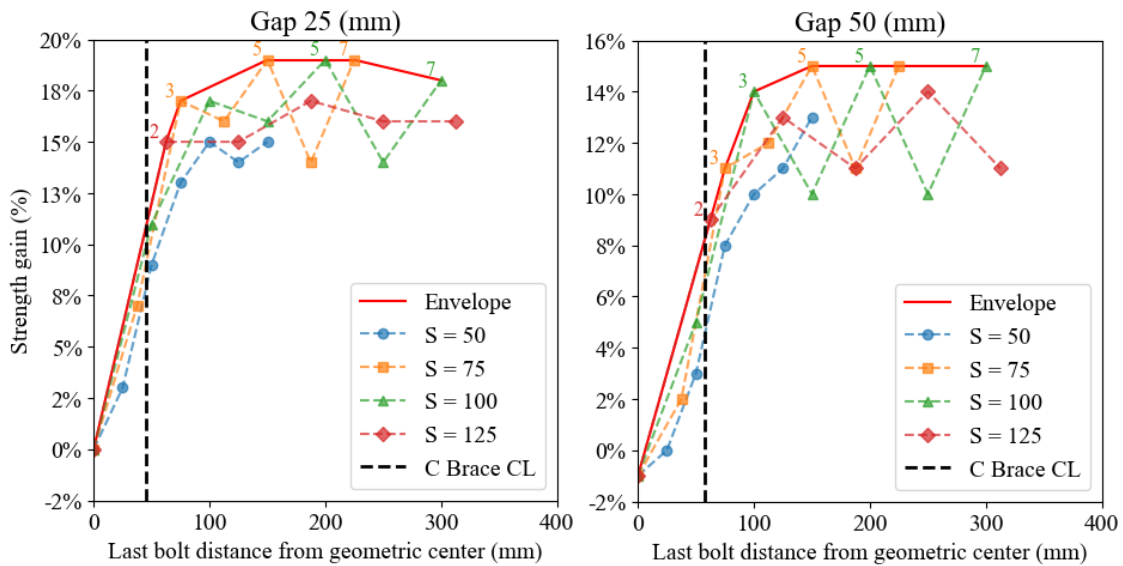 Gap 25 (mm)
20%
18%
15%
13%
10%
8%
5%
2%
0%
-2%
Strength gain (%)
2
3
5
5
7
7
Envelope
S = 50
S = 75
S = 100
S = 125
C Brace CL
0
100
200
300
400
Last bolt distance from geometric center (mm)
Gap 50 (mm)
16%
14%
12%
10%
8%
6%
4%
2%
0%
-2%
2
3
3
5
5
7
Envelope
S = 50
S = 75
S = 100
S = 125
C Brace CL
0
100
200
300
400
Last bolt distance from geometric center (mm)